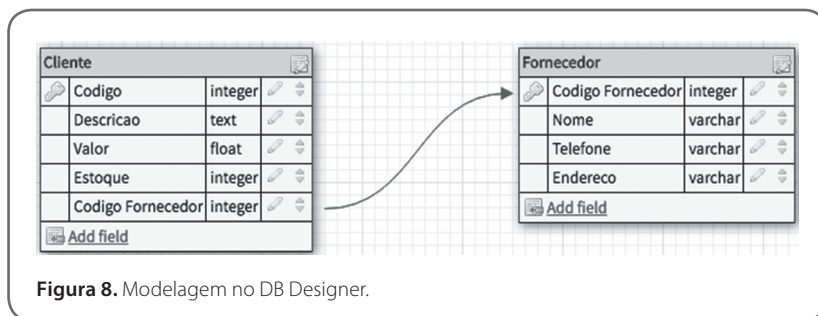 Cliente
Codigo integer
Descricao text
Valor float
Estoque integer
Codigo Fornecedor integer
Add field
Fornecedor
Codigo Fornecedor integer
Nome varchar
Telefone varchar
Endereco varchar
Add field
Figura 8. Modelagem no DB Designer.